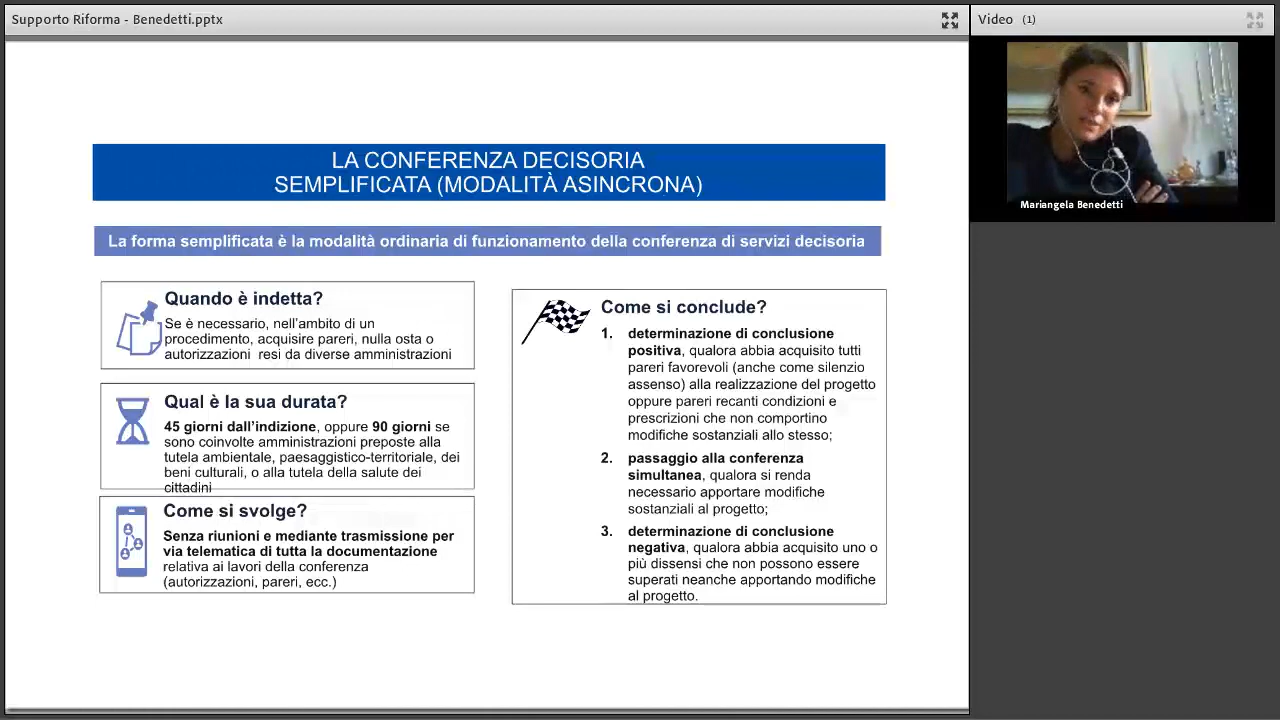 Supporto Riforma - Benedetti.pptx
Video (1)
Mariangela Benedetti
LA CONFERENZA DECISORIA
SEMPLIFICATA (MODALITÀ ASINCRONA)
La forma semplificata è la modalità ordinaria di funzionamento della conferenza di servizi decisoria
Quando è indetta?
Se è necessario, nell'ambito di un
procedimento, acquisire pareri, nulla osta o
autorizzazioni resi da diverse amministrazioni
Qual è la sua durata?
45 giorni dall'indizione, oppure 90 giorni se
sono coinvolte amministrazioni preposte alla
tutela ambientale, paesaggistico-territoriale, dei
beni culturali, o alla tutela della salute dei
cittadini
Come si svolge?
Senza riunioni e mediante trasmissione per
via telematica di tutta la documentazione
relativa ai lavori della conferenza
(autorizzazioni, pareri, ecc.)
Come si conclude?
1. determinazione di conclusione
positiva, qualora abbia acquisito tutti
pareri favorevoli (anche come silenzio
assenso) alla realizzazione del progetto
oppure pareri recanti condizioni e
prescrizioni che non comportino
modifiche sostanziali allo stesso;
2. passaggio alla conferenza
simultanea, qualora si renda
necessario apportare modifiche
sostanziali al progetto;
3. determinazione di conclusione
negativa, qualora abbia acquisito uno o
più dissensi che non possono essere
superati neanche apportando modifiche
al progetto.